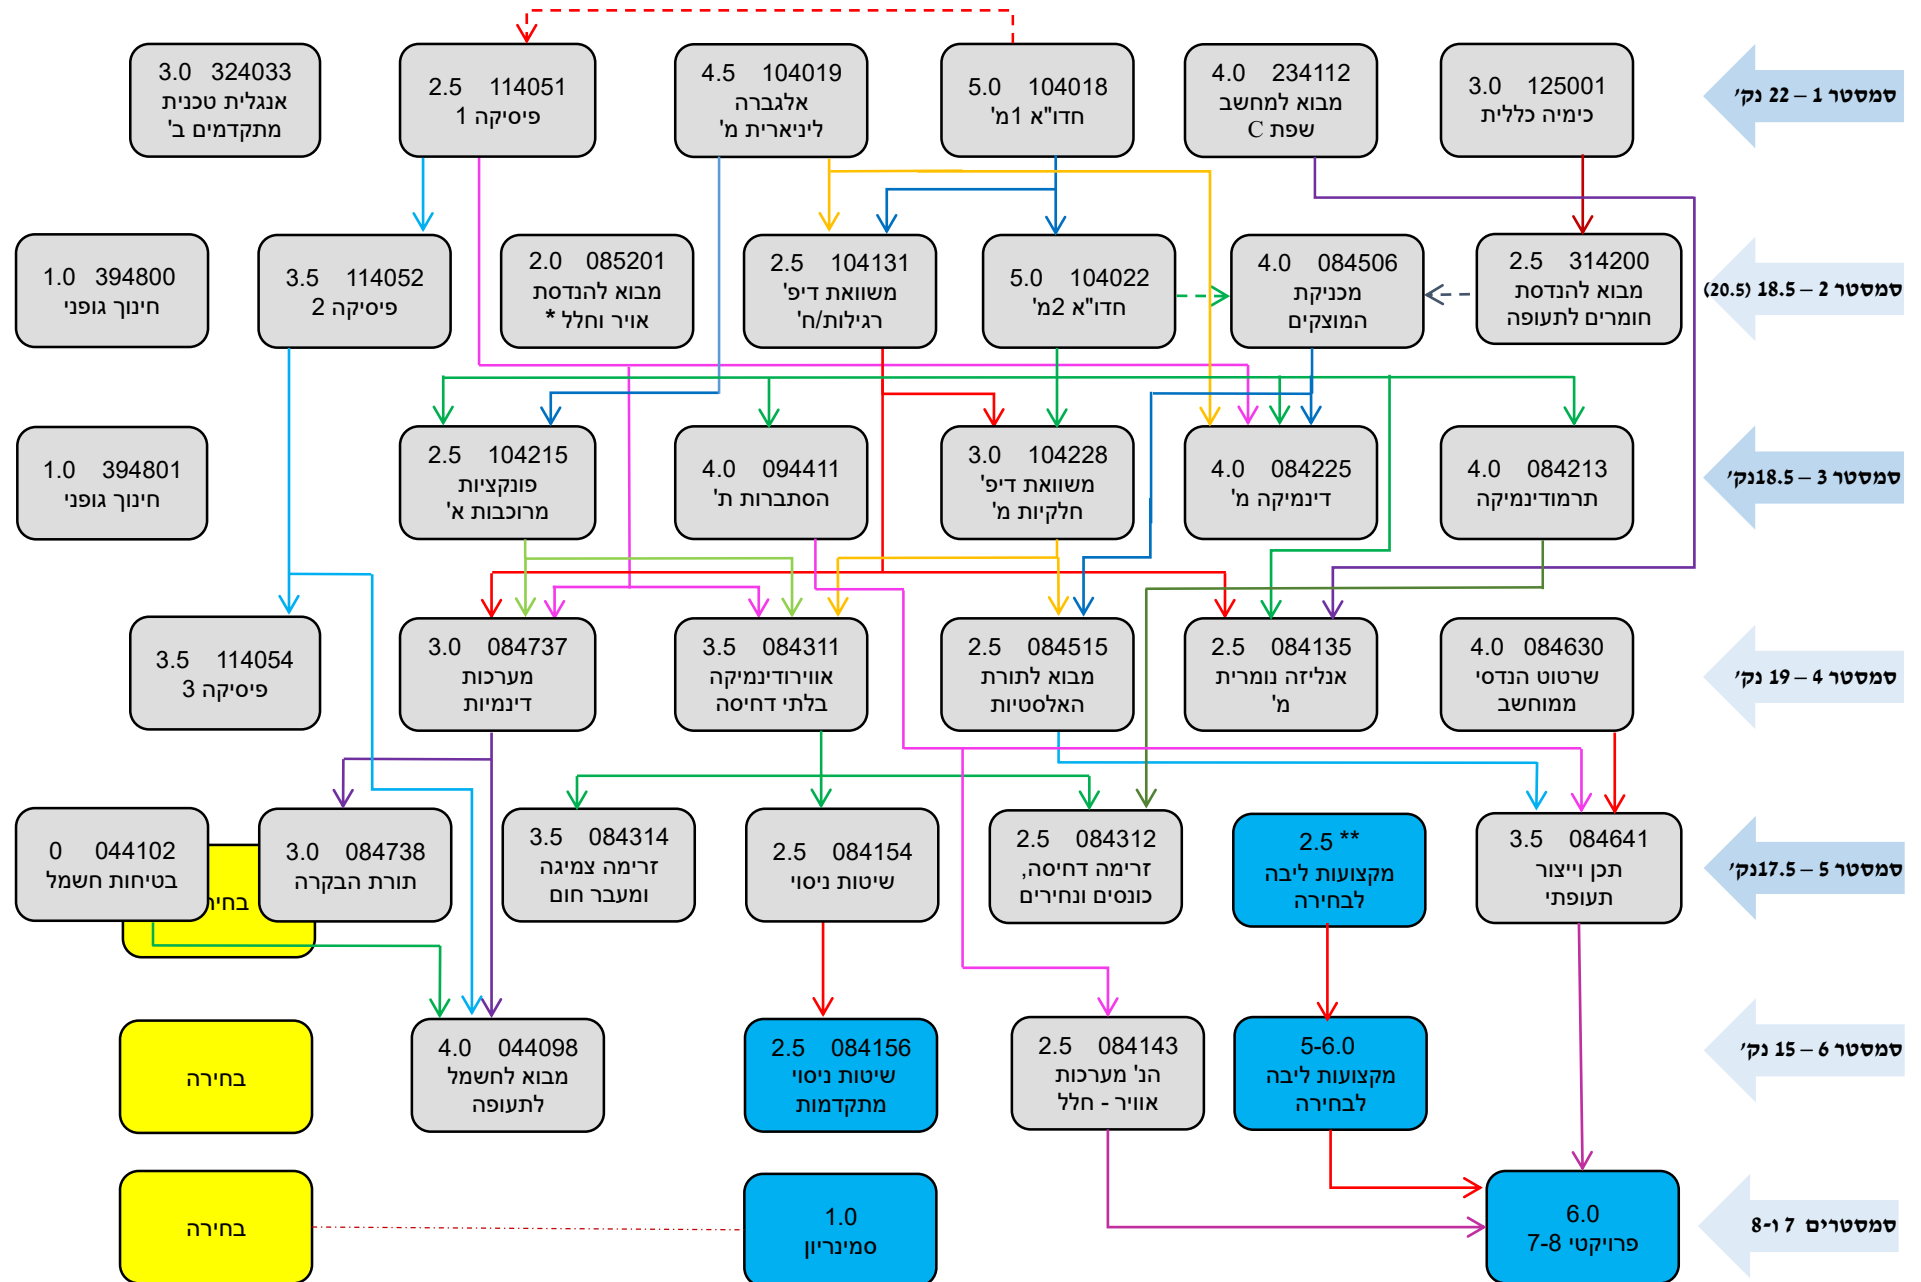 סמסטר 1 – 22 נק'
125001 3.0
כימיה כללית
234112 4.0
מבוא למחשב
שפת C
104018 5.0
חדו"א 1מ'
104019 4.5
אלגברה
ליניארית מ'
114051 2.5
פיסיקה 1
324033 3.0
אנגלית טכנית
מתקדמים ב'
סמסטר 2 – 18.5 (20.5)
314200 2.5
מבוא להנדסת
חומרים לתעופה
084506 4.0
מכניקת
המוצקים
104022 5.0
חדו"א 2מ'
104131 2.5
משוואת דיפ'
רגילות/ח'
085201 2.0
מבוא להנדסת
אויר וחלל *
114052 3.5
פיסיקה 2
394800 1.0
חינוך גופני
סמסטר 3 – 18.5נק'
084213 4.0
תרמודינמיקה
084225 4.0
דינמיקה מ'
104228 3.0
משוואת דיפ'
חלקיות מ'
094411 4.0
הסתברות ת'
104215 2.5
פונקציות
מרוכבות א'
394801 1.0
חינוך גופני
סמסטר 4 – 19 נק'
084630 4.0
שרטוט הנדסי
ממוחשב
084135 2.5
אנליזה נומרית
מ'
084515 2.5
מבוא לתורת
האלסטיות
084311 3.5
אווירודינמיקה
בלתי דחיסה
084737 3.0
מערכות
דינמיות
114054 3.5
פיסיקה 3
סמסטר 5 – 17.5נק'
084641 3.5
תכן וייצור
תעופתי
** 2.5
מקצועות ליבה
לבחירה
084312 2.5
זרימה דחיסה,
כונסים ונחירים
084154 2.5
שיטות ניסוי
084314 3.5
זרימה צמיגה
ומעבר חום
084738 3.0
תורת הבקרה
044102 0
בטיחות חשמל
בחיר
סמסטר 6 – 15 נק'
5-6.0
מקצועות ליבה
לבחירה
084143 2.5
הנ' מערכות
אוויר - חלל
084156 2.5
שיטות ניסוי
מתקדמות
044098 4.0
מבוא לחשמל
לתעופה
בחירה
סמסטרים 7 ו-8
6.0
פרויקטי 7-8
1.0
סמינריון
בחירה